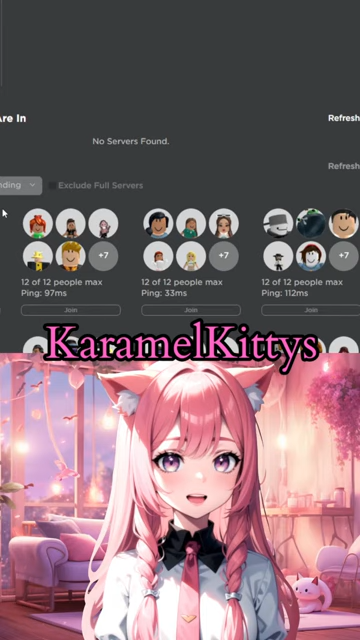 Are In
Refresh
No Servers Found.
Refresh
nding
Exclude Full Servers
+7
+7
+7
12 of 12 people max
Ping: 97ms
Join
12 of 12 people max
Ping: 33ms
Join
12 of 12 people max
Ping: 112ms
Join
KaramelKittys